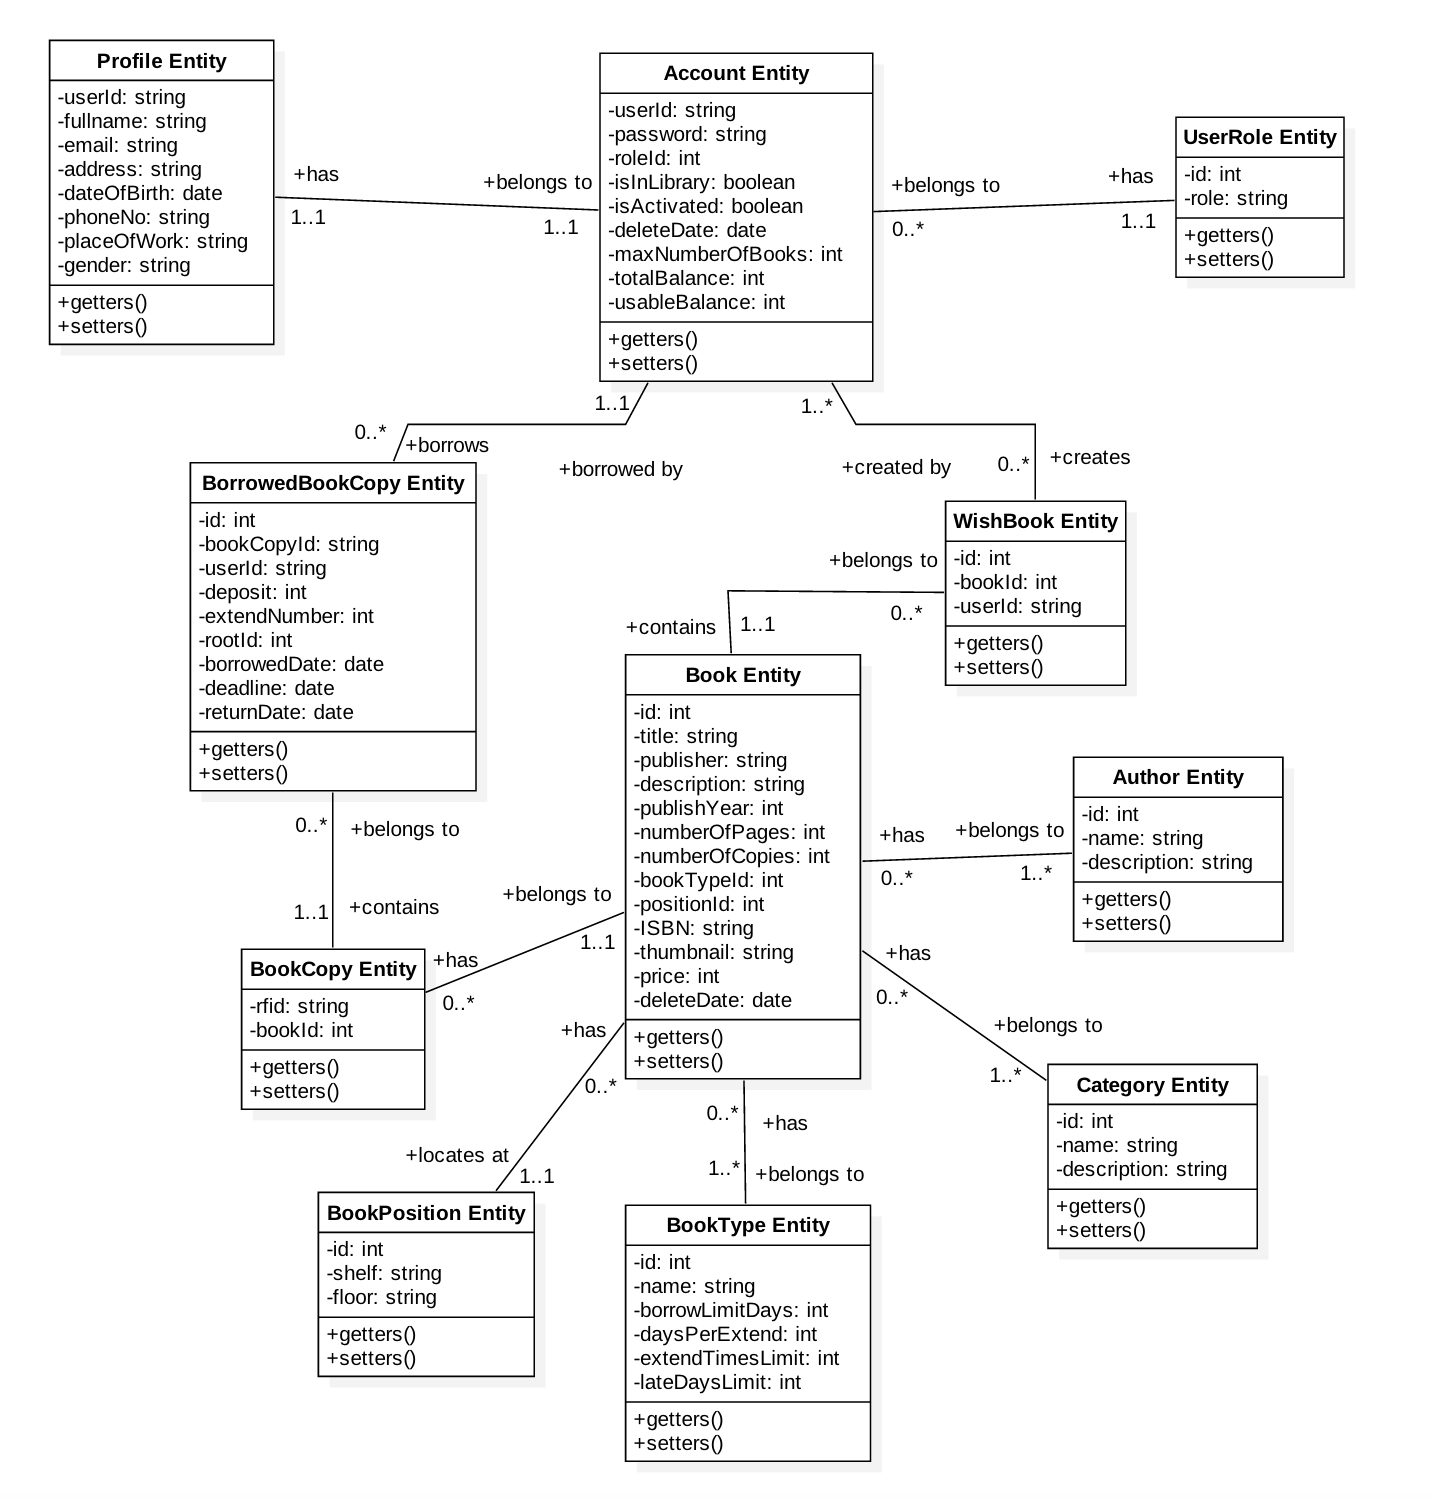 Profile Entity
-userId: string
-fullname: string
-email: string
-address: string
-dateOfBirth: date
-phoneNo: string
-placeOfWork: string
-gender: string
+getters()
+setters()
+has
1..1
+belongs to
1..1
Account Entity
-userId: string
-password: string
-roleId: int
-isInLibrary: boolean
-isActivated: boolean
-deleteDate: date
-maxNumberOfBooks: int
-totalBalance: int
-usableBalance: int
+getters()
+setters()
+belongs to
0..*
+has
1..1
UserRole Entity
-id: int
-role: string
+getters()
+setters()
1..1
0..*
+borrows
+borrowed by
1..*
+created by
0..*
+creates
BorrowedBookCopy Entity
-id: int
-bookCopyId: string
-userId: string
-deposit: int
-extendNumber: int
-rootId: int
-borrowedDate: date
-deadline: date
-returnDate: date
+getters()
+setters()
WishBook Entity
-id: int
-bookId: int
-userId: string
+getters()
+setters()
+belongs to
0..*
+contains
1..1
Book Entity
-id: int
-title: string
-publisher: string
-description: string
-publishYear: int
-numberOfPages: int
-numberOfCopies: int
-bookTypeId: int
-positionId: int
-ISBN: string
-thumbnail: string
-price: int
-deleteDate: date
+getters()
+setters()
+has
0..*
+belongs to
1..*
Author Entity
-id: int
-name: string
-description: string
+getters()
+setters()
0..*
+belongs to
1..1
+contains
BookCopy Entity
-rfid: string
-bookId: int
+getters()
+setters()
+has
0..*
+belongs to
1..1
+has
0..*
+belongs to
1..*
Category Entity
-id: int
-name: string
-description: string
+getters()
+setters()
+has
0..*
+locates at
1..1
BookPosition Entity
-id: int
-shelf: string
-floor: string
+getters()
+setters()
0..*
+has
1..*
+belongs to
BookType Entity
-id: int
-name: string
-borrowLimitDays: int
-daysPerExtend: int
-extendTimesLimit: int
-lateDaysLimit: int
+getters()
+setters()